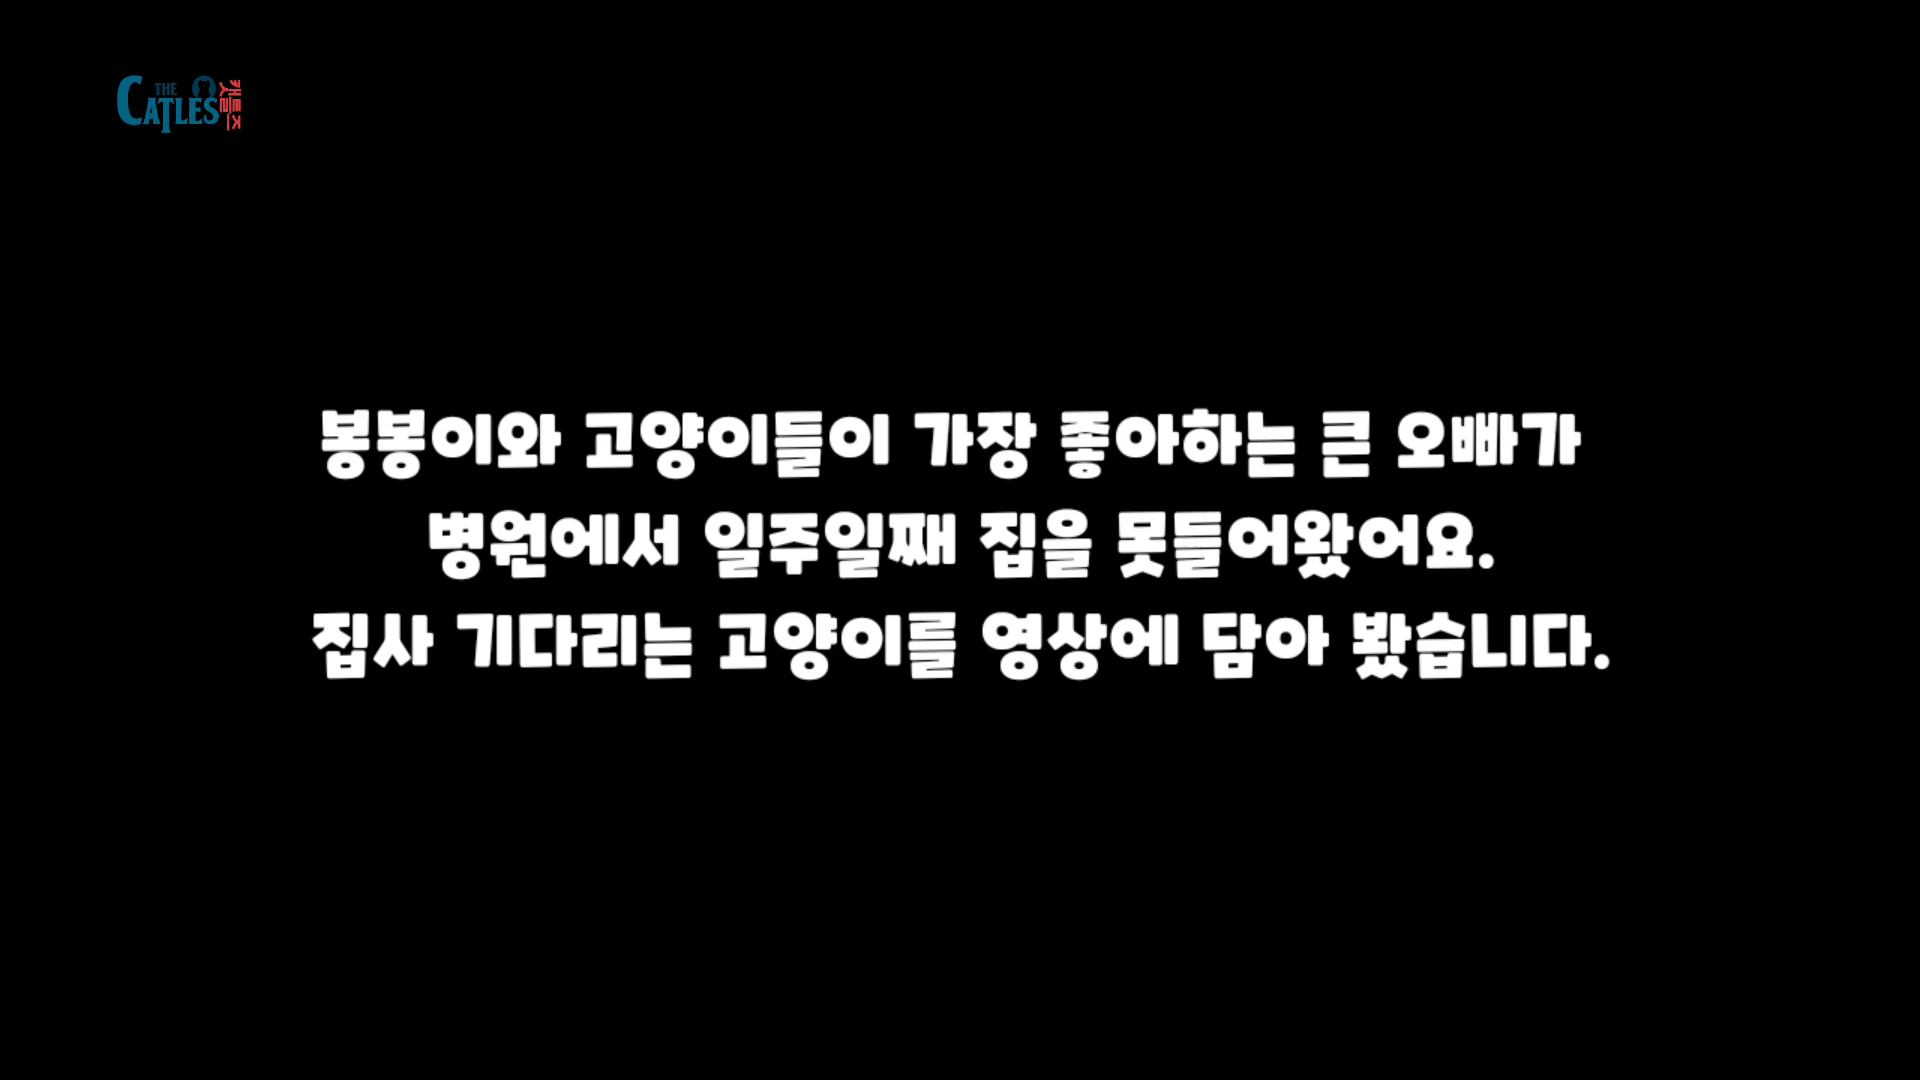 THE
CATLES
캣틀즈
봉봉이와 고양이들이 가장 좋아하는 큰 오빠가
병원에서 일주일째 집을 못들어왔어요.
집사 기다리는 고양이를 영상에 담아 봤습니다.